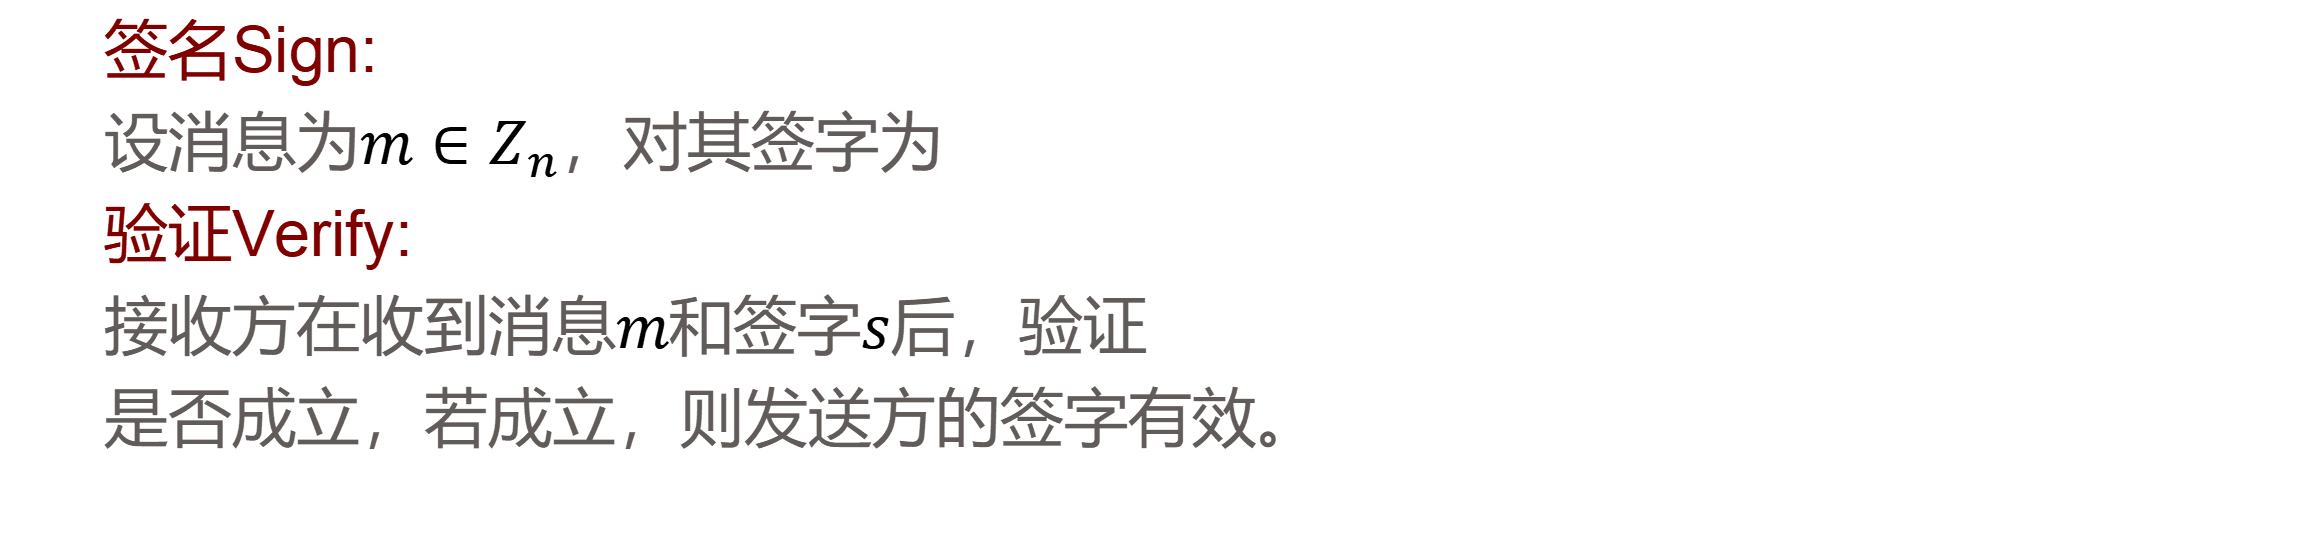 签名Sign:
设消息为m ∈ Zₙ，对其签字为
验证Verify:
接收方在收到消息m和签字s后，验证
是否成立，若成立，则发送方的签字有效。